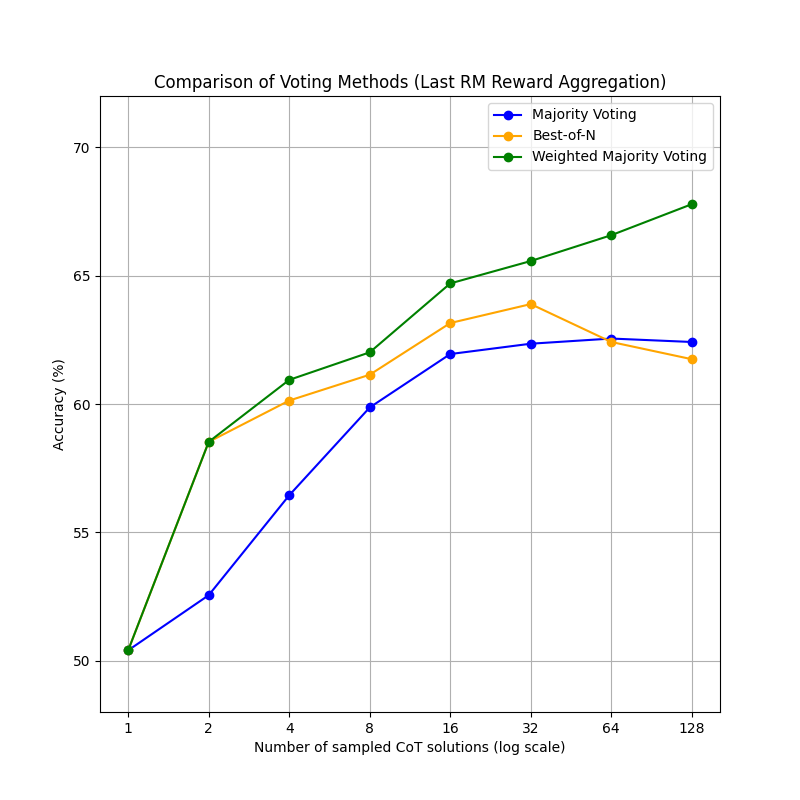 Comparison of Voting Methods (Last RM Reward Aggregation)
Majority Voting
Best-of-N
Weighted Majority Voting
Accuracy (%)
70
65
60
55
50
1 2 4 8 16 32 64 128
Number of sampled CoT solutions (log scale)